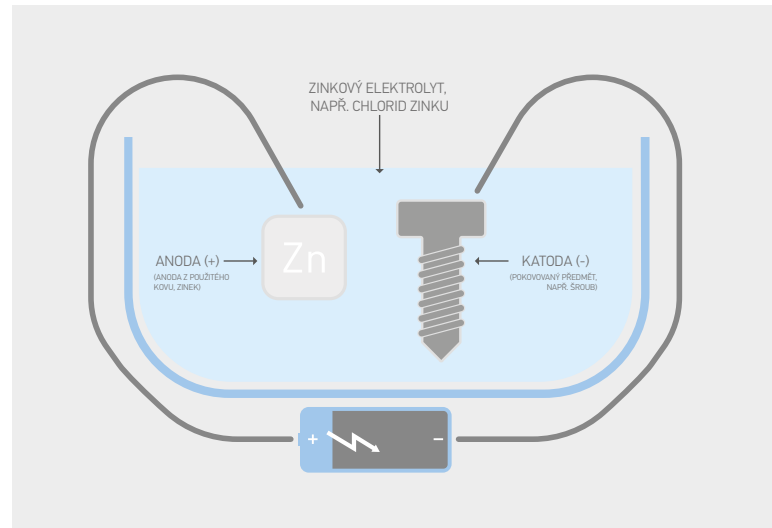 ZINKOVÝ ELEKTROLYT,
NAPŘ. CHLORID ZINKU
Zn
ANODA (+)
(ANODA Z POUŽITÉHO
KOVU, ZINEK)
KATODA (-)
(POKOVOVANÝ PŘEDMĚT,
NAPŘ. ŠROUB)
+ −